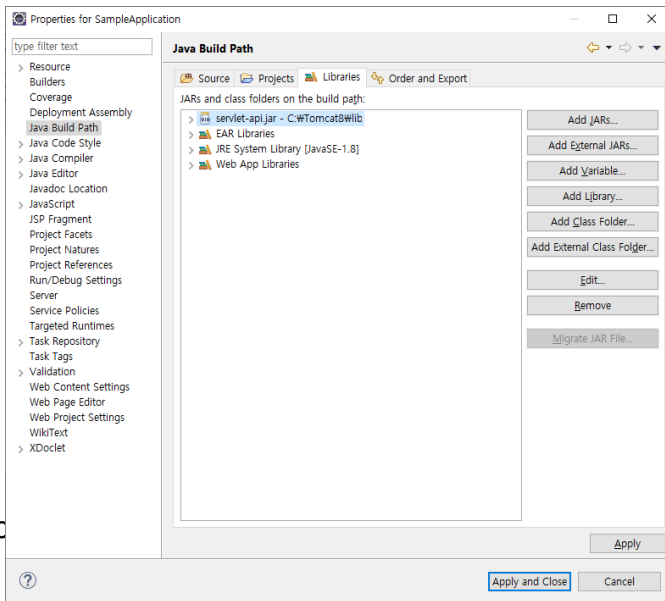 Properties for SampleApplication
type filter text
Resource
Builders
Coverage
Deployment Assembly
Java Build Path
Java Code Style
Java Compiler
Java Editor
Javadoc Location
JavaScript
JSP Fragment
Project Facets
Project Natures
Project References
Run/Debug Settings
Server
Service Policies
Targeted Runtimes
Task Repository
Task Tags
Validation
Web Content Settings
Web Page Editor
Web Project Settings
WikiText
XDoclet
Java Build Path
Source Projects Libraries Order and Export
JARs and class folders on the build path:
servlet-api.jar - C:₩Tomcat8₩lib
EAR Libraries
JRE System Library [JavaSE-1.8]
Web App Libraries
Add JARs...
Add External JARs...
Add Variable...
Add Library...
Add Class Folder...
Add External Class Folder...
Edit...
Remove
Migrate JAR File...
Apply
Apply and Close Cancel